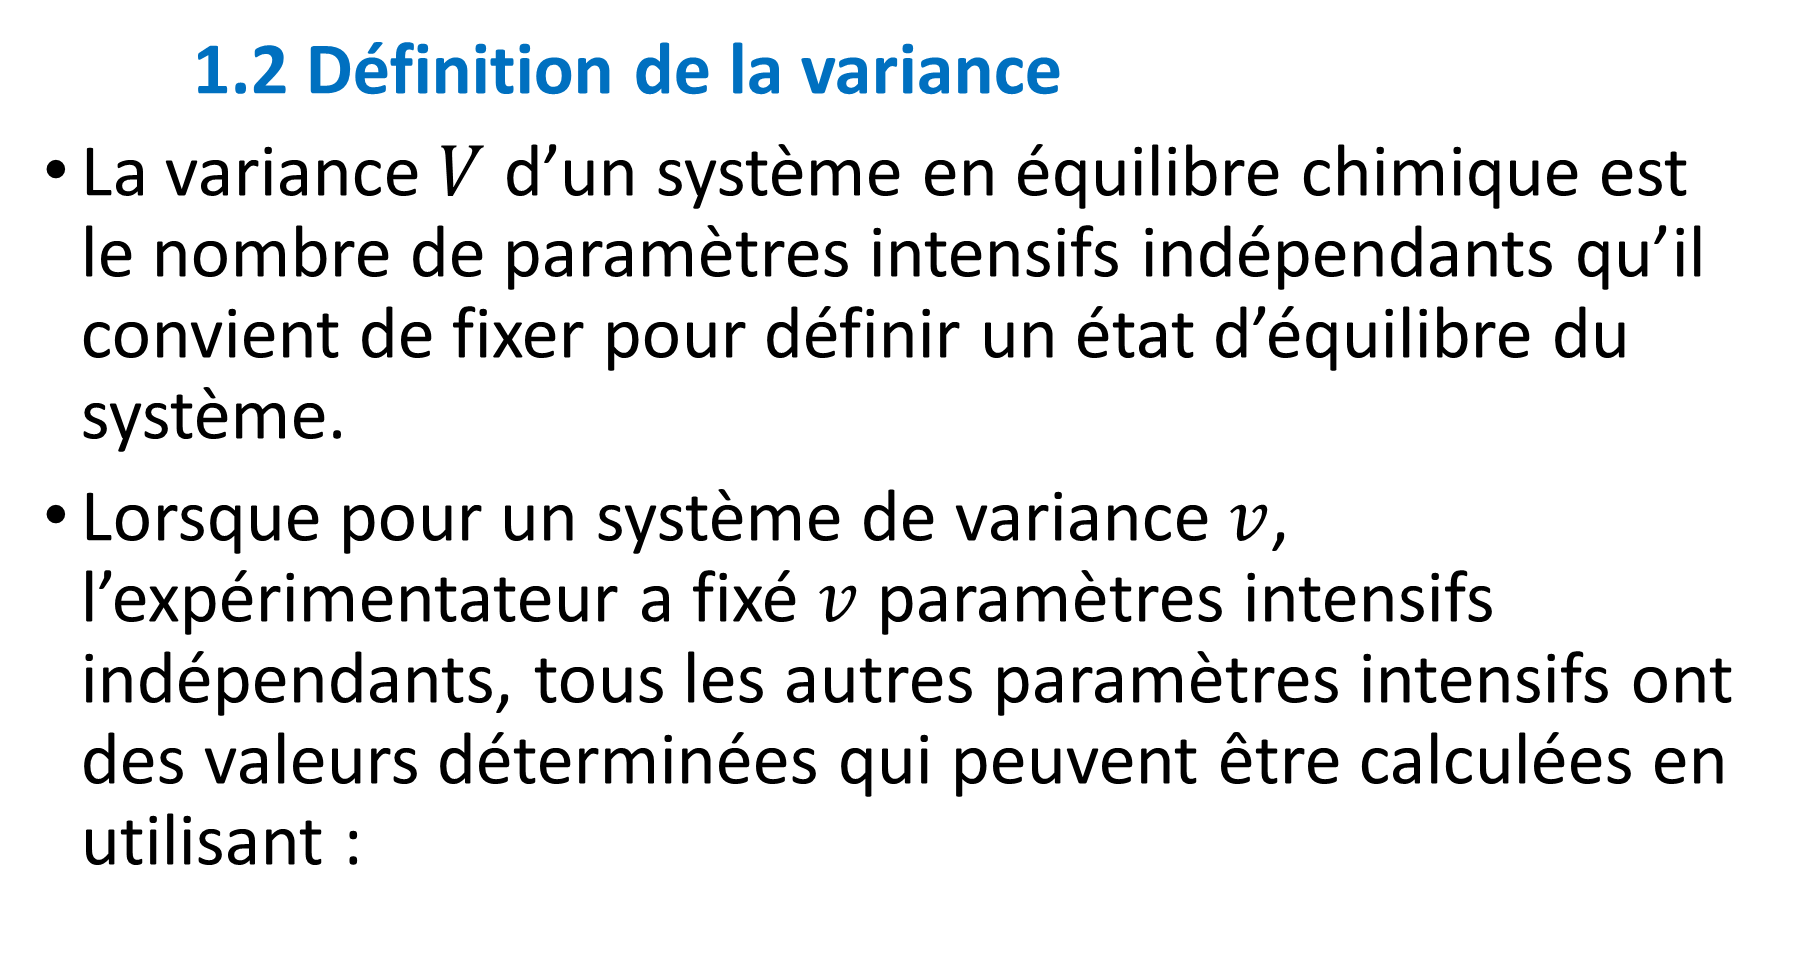 1.2 Définition de la variance
• La variance V d’un système en équilibre chimique est
le nombre de paramètres intensifs indépendants qu’il
convient de fixer pour définir un état d’équilibre du
système.
• Lorsque pour un système de variance v,
l’expérimentateur a fixé v paramètres intensifs
indépendants, tous les autres paramètres intensifs ont
des valeurs déterminées qui peuvent être calculées en
utilisant :